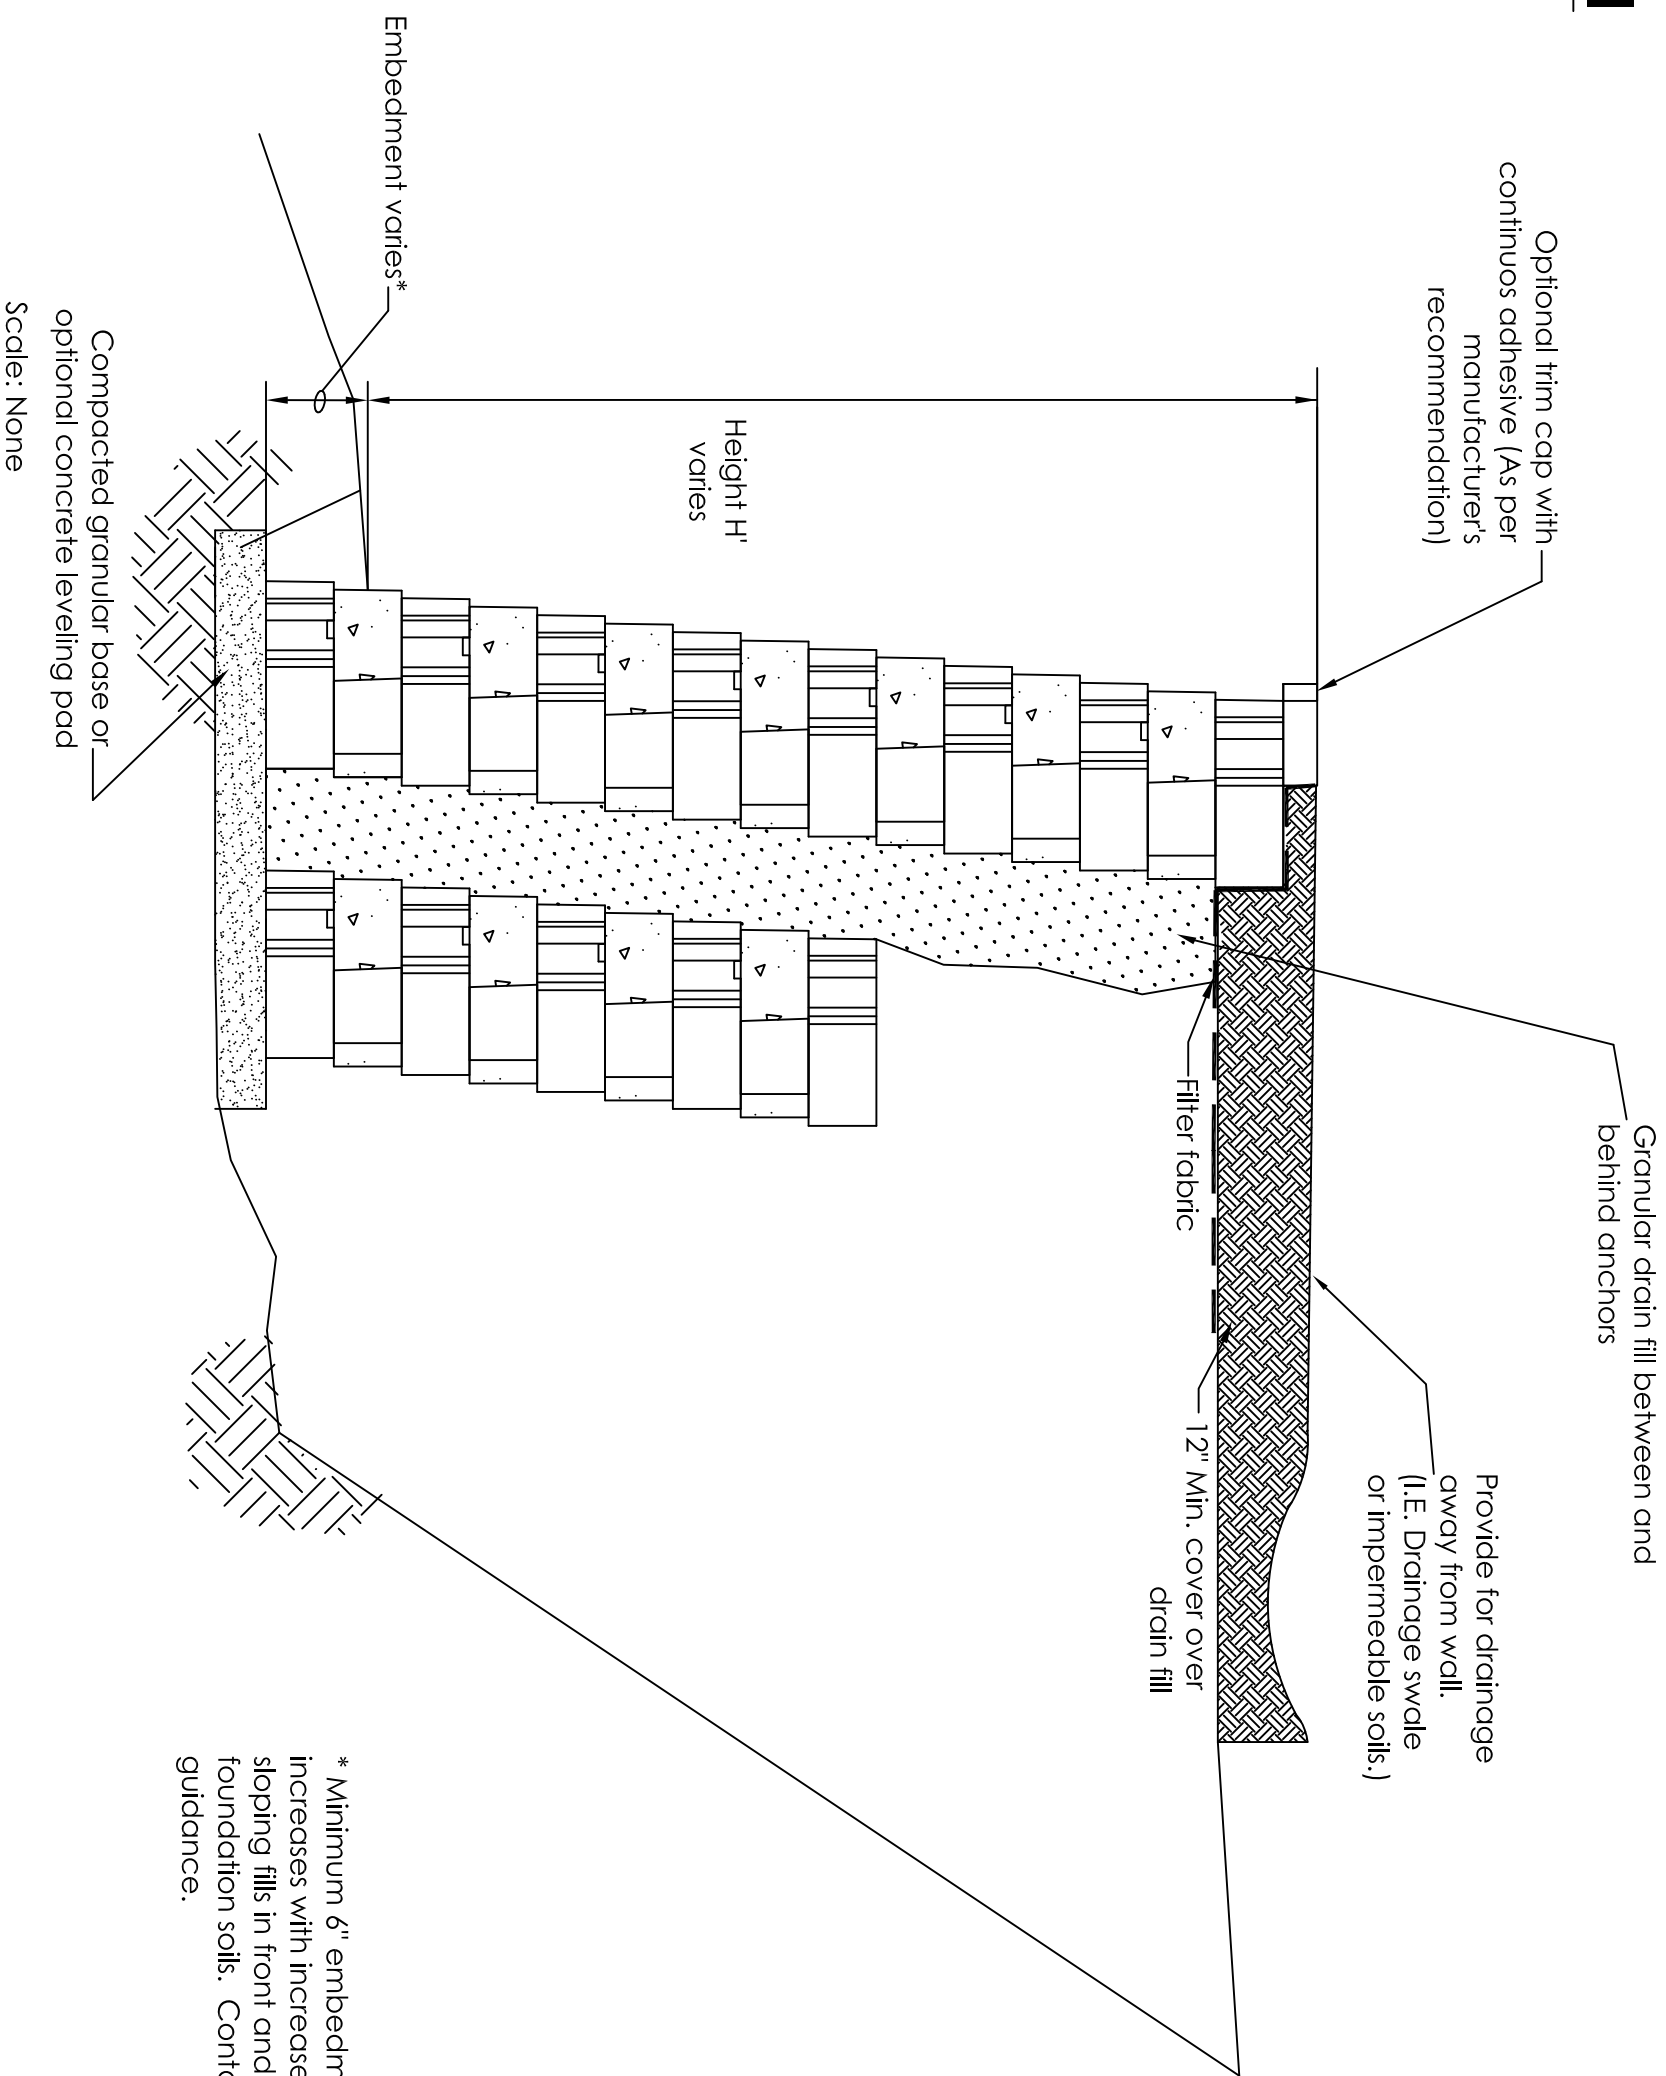 Granular drain fill between and
behind anchors
Optional trim cap with
continuos adhesive (As per
manufacturer's
recommendation)
Provide for drainage
away from wall.
(I.E. Drainage swale
or impermeable soils.)
Filter fabric
12" Min. cover over
drain fill
Height H'
varies
Embedment varies*
Compacted granular base or
optional concrete leveling pad
Scale: None
* Minimum 6"
increases with increase
sloping fills in front and
foundation soils.
guidance.